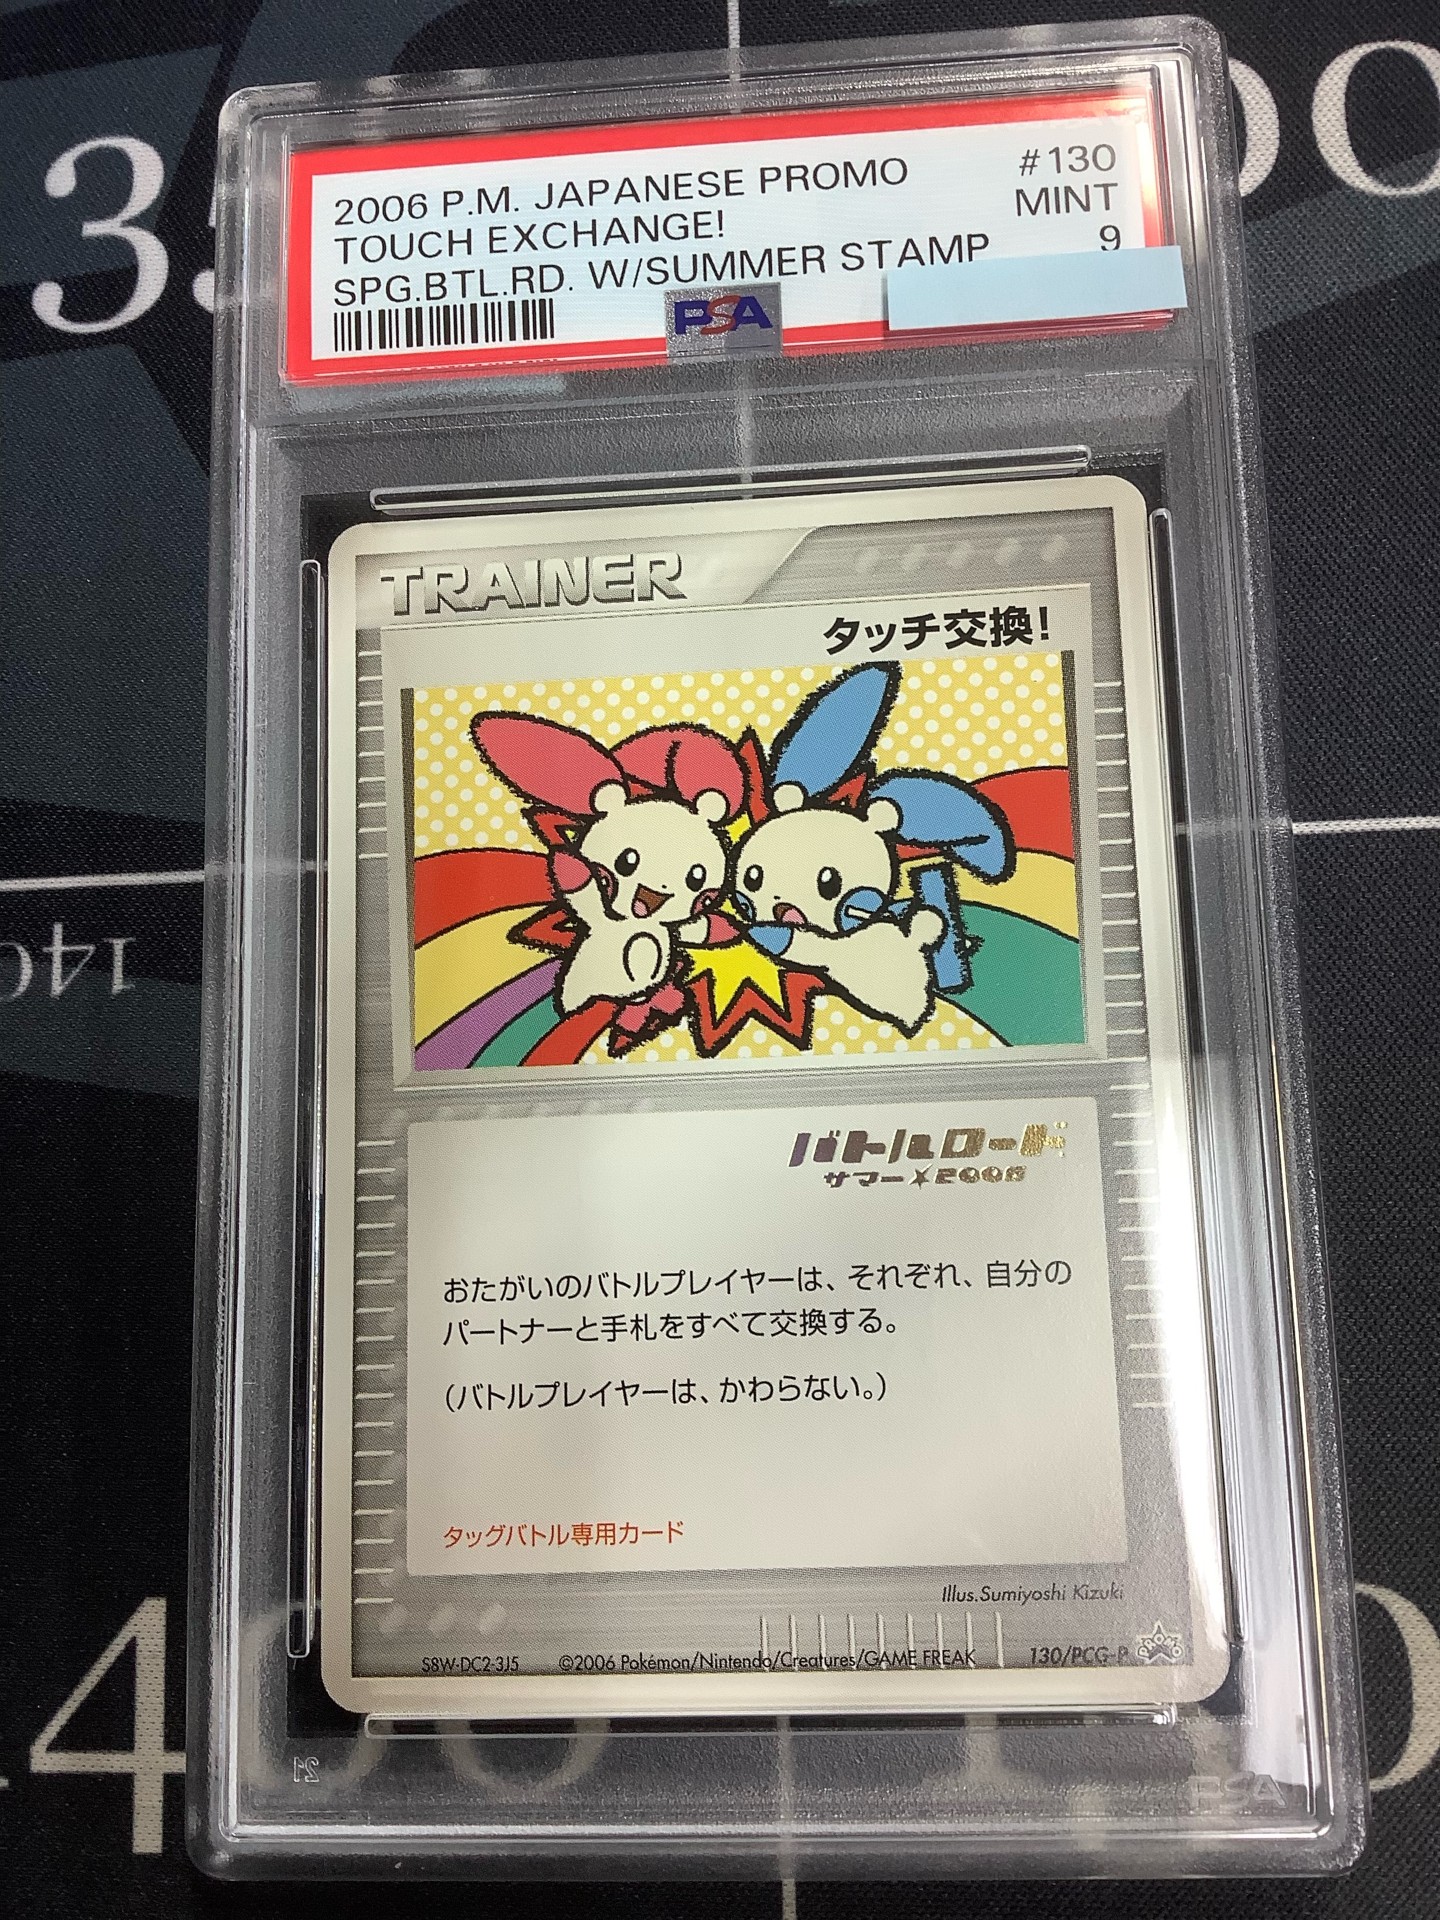 2006 P.M. JAPANESE PROMO #130
TOUCH EXCHANGE! MINT
SPG.BTL.RD. W/SUMMER STAMP 9
PSA
TRAINER
タッチ交換!
バトルロード
サマー★2006
おたがいのバトルプレイヤーは、それぞれ、自分の
パートナーと手札をすべて交換する。
(バトルプレイヤーは、かわらない。)
タッグバトル専用カード
Illus.Sumiyoshi Kizuki
S8W-DC2-3J5 ©2006 Pokémon/Nintendo/Creatures/GAME FREAK 130/PCG-P
PROMO
PSA
140